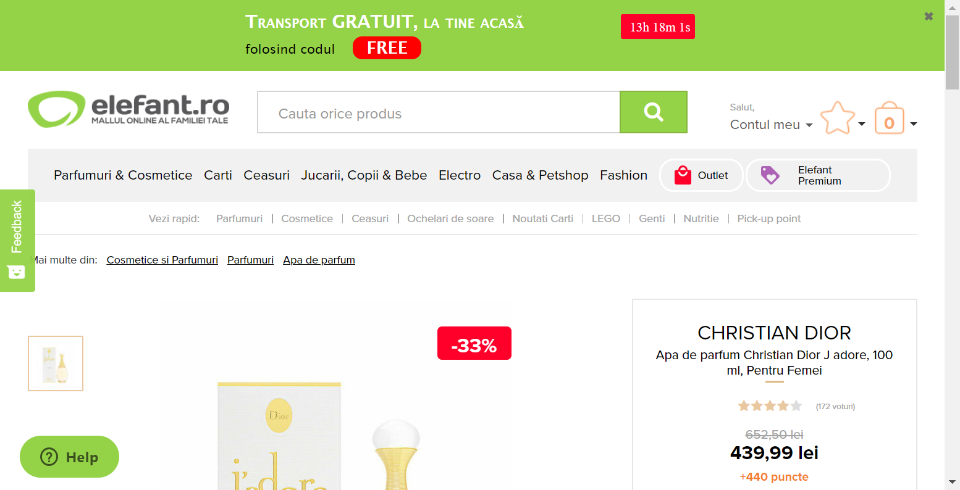 Transport GRATUIT, la tine acasă
folosind codul FREE
13h 18m 1s
elefant.ro
MALLUL ONLINE AL FAMILIEI TALE
Cauta orice produs
Salut,
Contul meu
0
Parfumuri & Cosmetice Carti Ceasuri Jucarii, Copii & Bebe Electro Casa & Petshop Fashion Outlet Elefant Premium
Vezi rapid: Parfumuri | Cosmetice | Ceasuri | Ochelari de soare | Noutati Carti | LEGO | Genti | Nutritie | Pick-up point
Feedback
Mai multe din: Cosmetice si Parfumuri Parfumuri Apa de parfum
-33%
Dior
j'adore
CHRISTIAN DIOR
Apa de parfum Christian Dior J adore, 100
ml, Pentru Femei
(172 voturi)
652,50 lei
439,99 lei
+440 puncte
Help